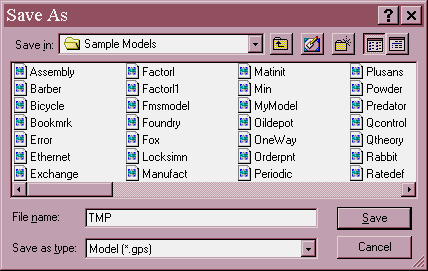 Save As
Save in: Sample Models
Assembly Factorl Matinit Plusans
Barber Factorl1 Min Powder
Bicycle Fmsmodel MyModel Predator
Bookmrk Foundry Oildepot Qcontrol
Error Fox OneWay Qtheory
Ethernet Locksimn Orderpnt Rabbit
Exchange Manufact Periodic Ratedef
File name: TMP Save
Save as type: Model (*.gps) Cancel